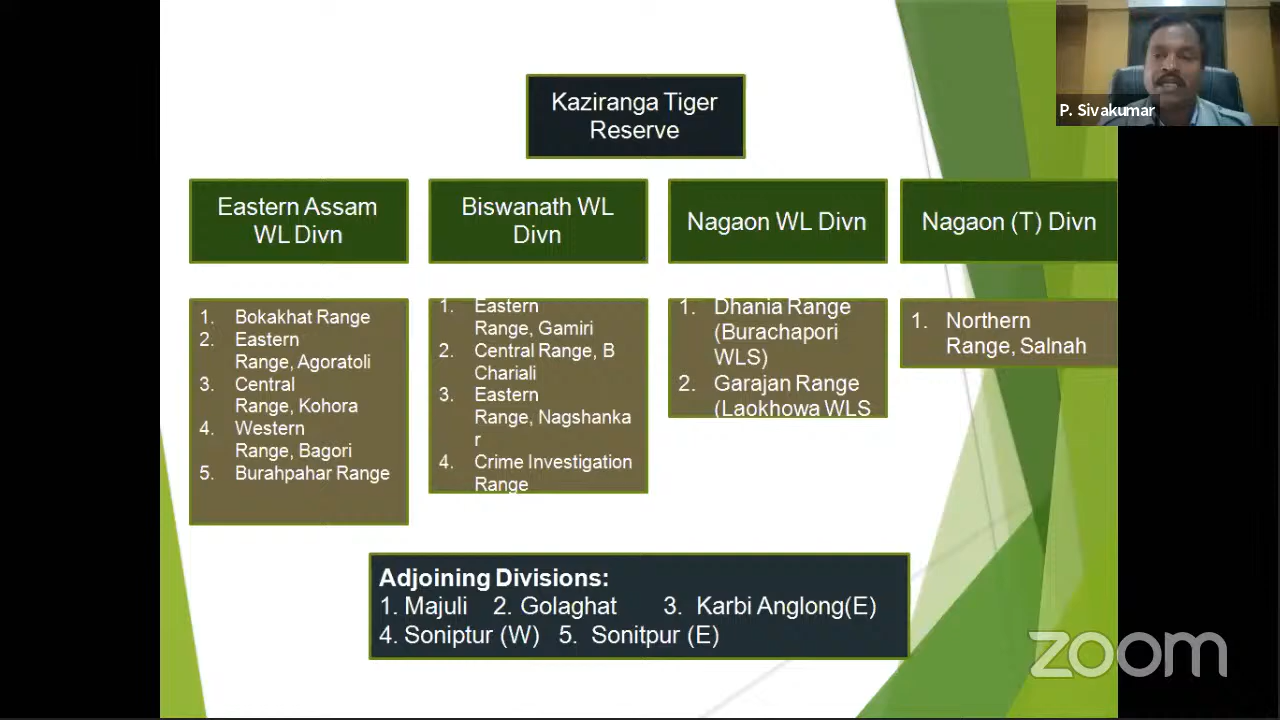 Kaziranga Tiger
Reserve
P. Sivakumar
Eastern Assam
WL Divn
Biswanath WL
Divn
Nagaon WL Divn
Nagaon (T) Divn
1. Bokakhat Range
2. Eastern
Range, Agoratoli
3. Central
Range, Kohora
4. Western
Range, Bagori
5. Burahpahar Range
1. Eastern
Range, Gamiri
2. Central Range, B
Chariali
3. Eastern
Range, Nagshanka
r
4. Crime Investigation
Range
1. Dhania Range
(Burachapori
WLS)
2. Garajan Range
(Laokhowa WLS
1. Northern
Range, Salnah
Adjoining Divisions:
1. Majuli 2. Golaghat 3. Karbi Anglong(E)
4. Soniptur (W) 5. Sonitpur (E)
zoom